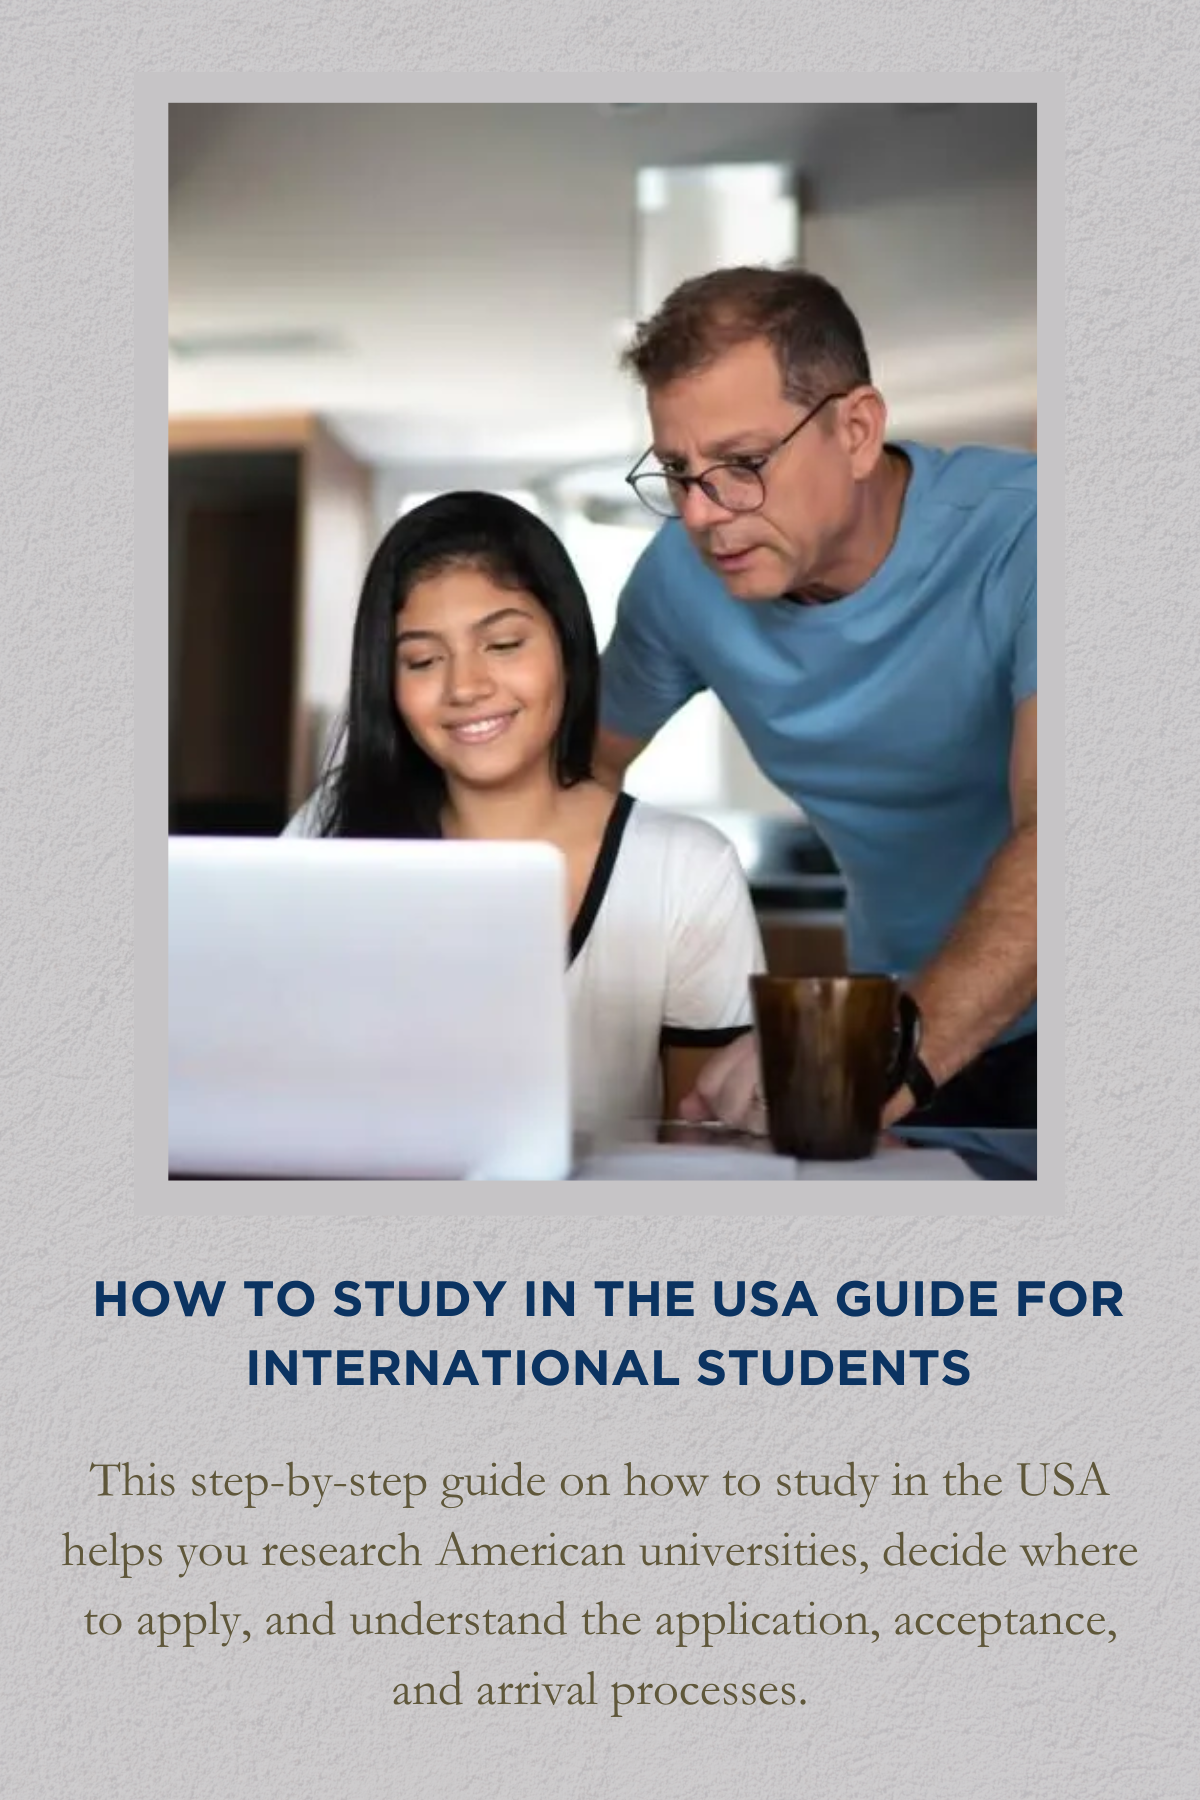 HOW TO STUDY IN THE USA GUIDE FOR
INTERNATIONAL STUDENTS
This step-by-step guide on how to study in the USA
helps you research American universities, decide where
to apply, and understand the application, acceptance,
and arrival processes.